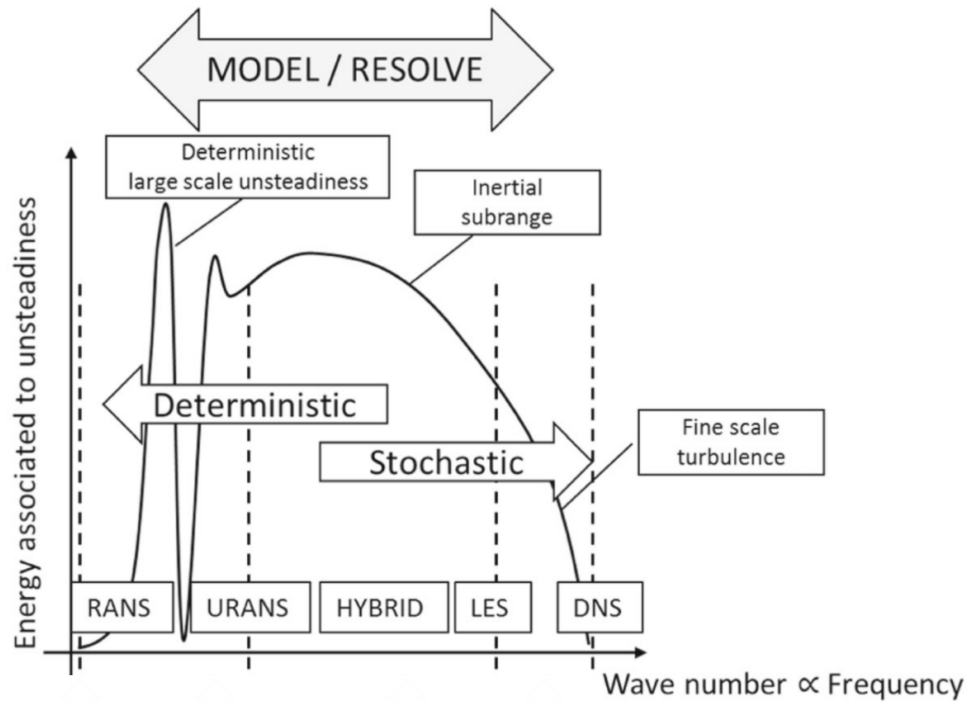 MODEL / RESOLVE
Deterministic
large scale unsteadiness
Inertial
subrange
Energy associated to unsteadiness
Deterministic
Stochastic
Fine scale
turbulence
RANS
URANS
HYBRID
LES
DNS
Wave number ∝ Frequency